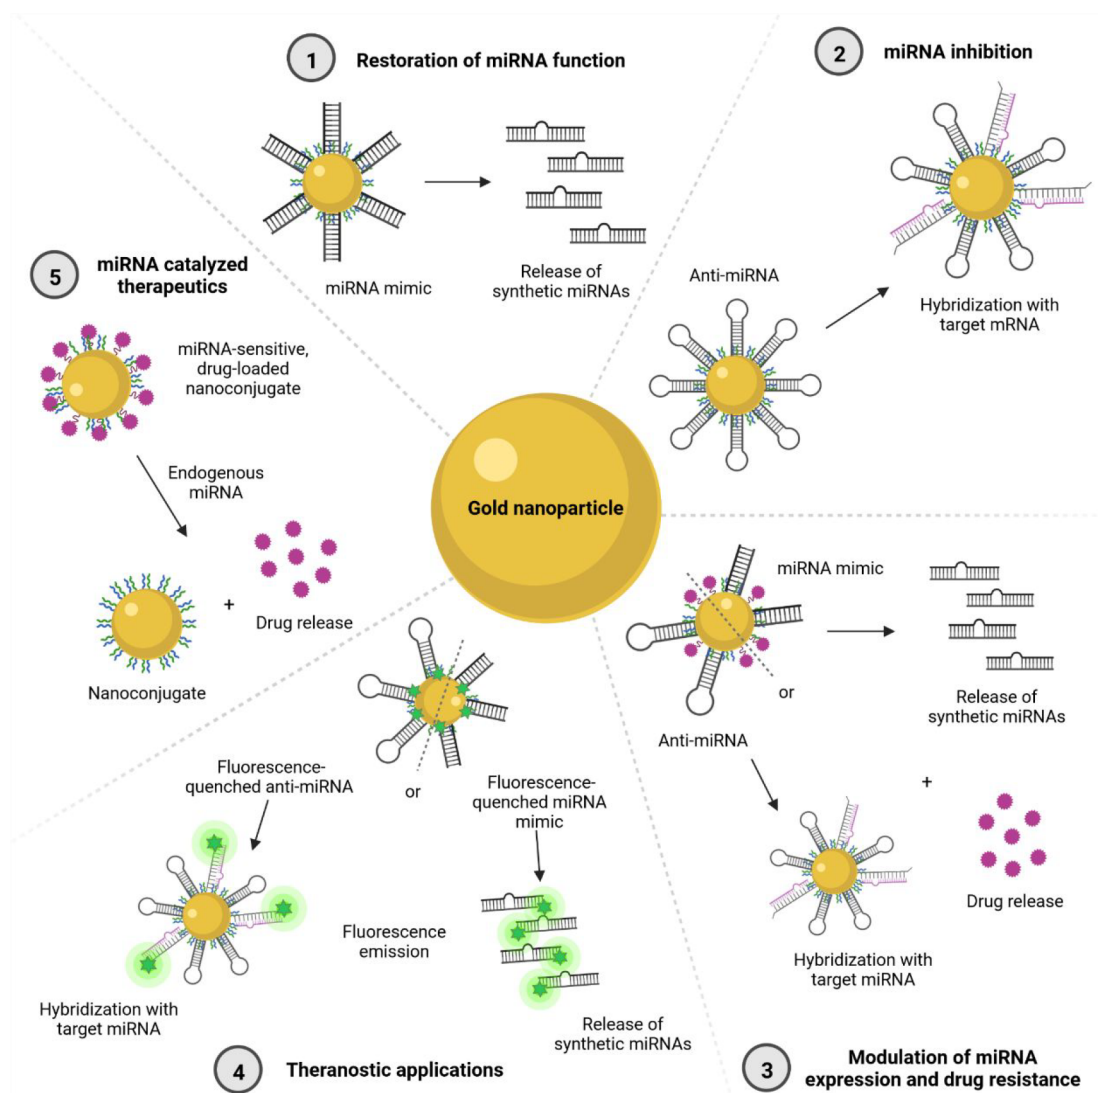 1
Restoration of miRNA function
miRNA mimic
Release of
synthetic miRNAs
2
miRNA inhibition
Anti-miRNA
Hybridization with
target mRNA
5
miRNA catalyzed
therapeutics
miRNA-sensitive,
drug-loaded
nanoconjugate
Endogenous
miRNA
+
Drug release
Nanoconjugate
Gold nanoparticle
miRNA mimic
or
Anti-miRNA
Release of
synthetic miRNAs
+
Drug release
Hybridization with
target miRNA
3
Modulation of miRNA
expression and drug resistance
Fluorescence-
quenched anti-miRNA
or
Fluorescence-
quenched miRNA
mimic
Fluorescence
emission
Hybridization with
target miRNA
Release of
synthetic miRNAs
4
Theranostic applications